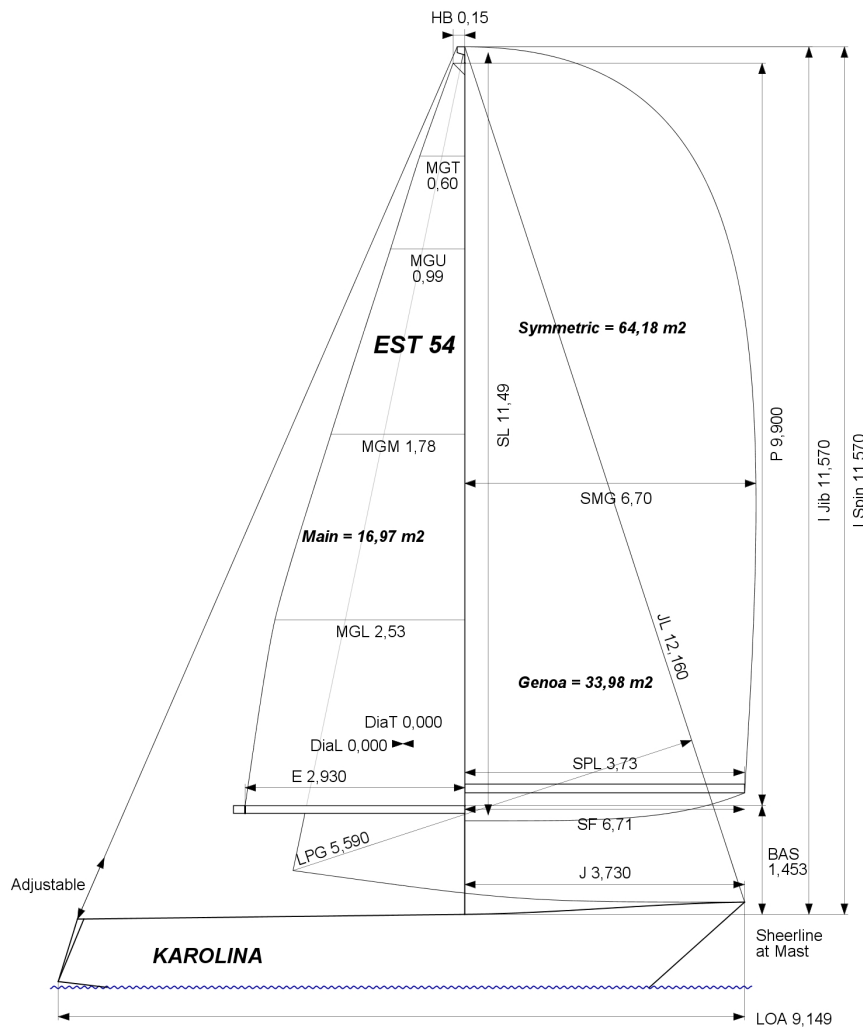 HB 0,15
MGT
0,60
MGU
0,99
EST 54
Symmetric = 64,18 m2
SL 11,49
P 9,900
I Jib 11,570
I Spin 11,570
MGM 1,78
SMG 6,70
Main = 16,97 m2
MGL 2,53
JL 12,160
Genoa = 33,98 m2
DiaT 0,000
DiaL 0,000
E 2,930
SPL 3,73
SF 6,71
LPG 5,590
BAS
1,453
J 3,730
Adjustable
KAROLINA
Sheerline
at Mast
LOA 9,149